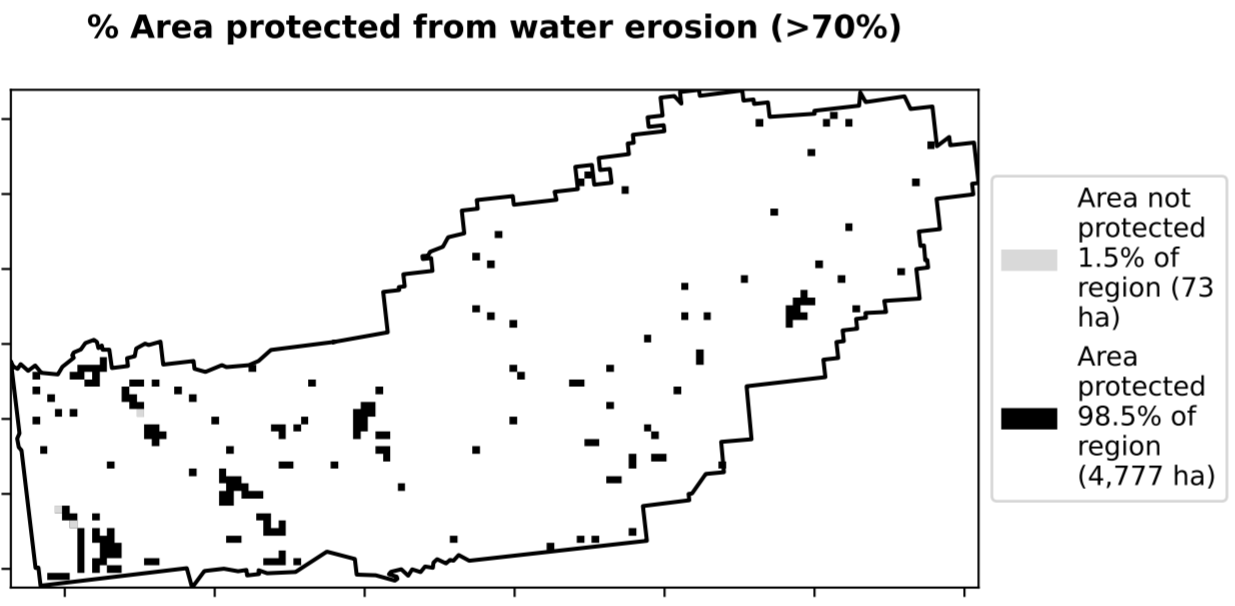 % Area protected from water erosion (>70%)
Area not
protected
1.5% of
region (73
ha)
Area
protected
98.5% of
region
(4,777 ha)